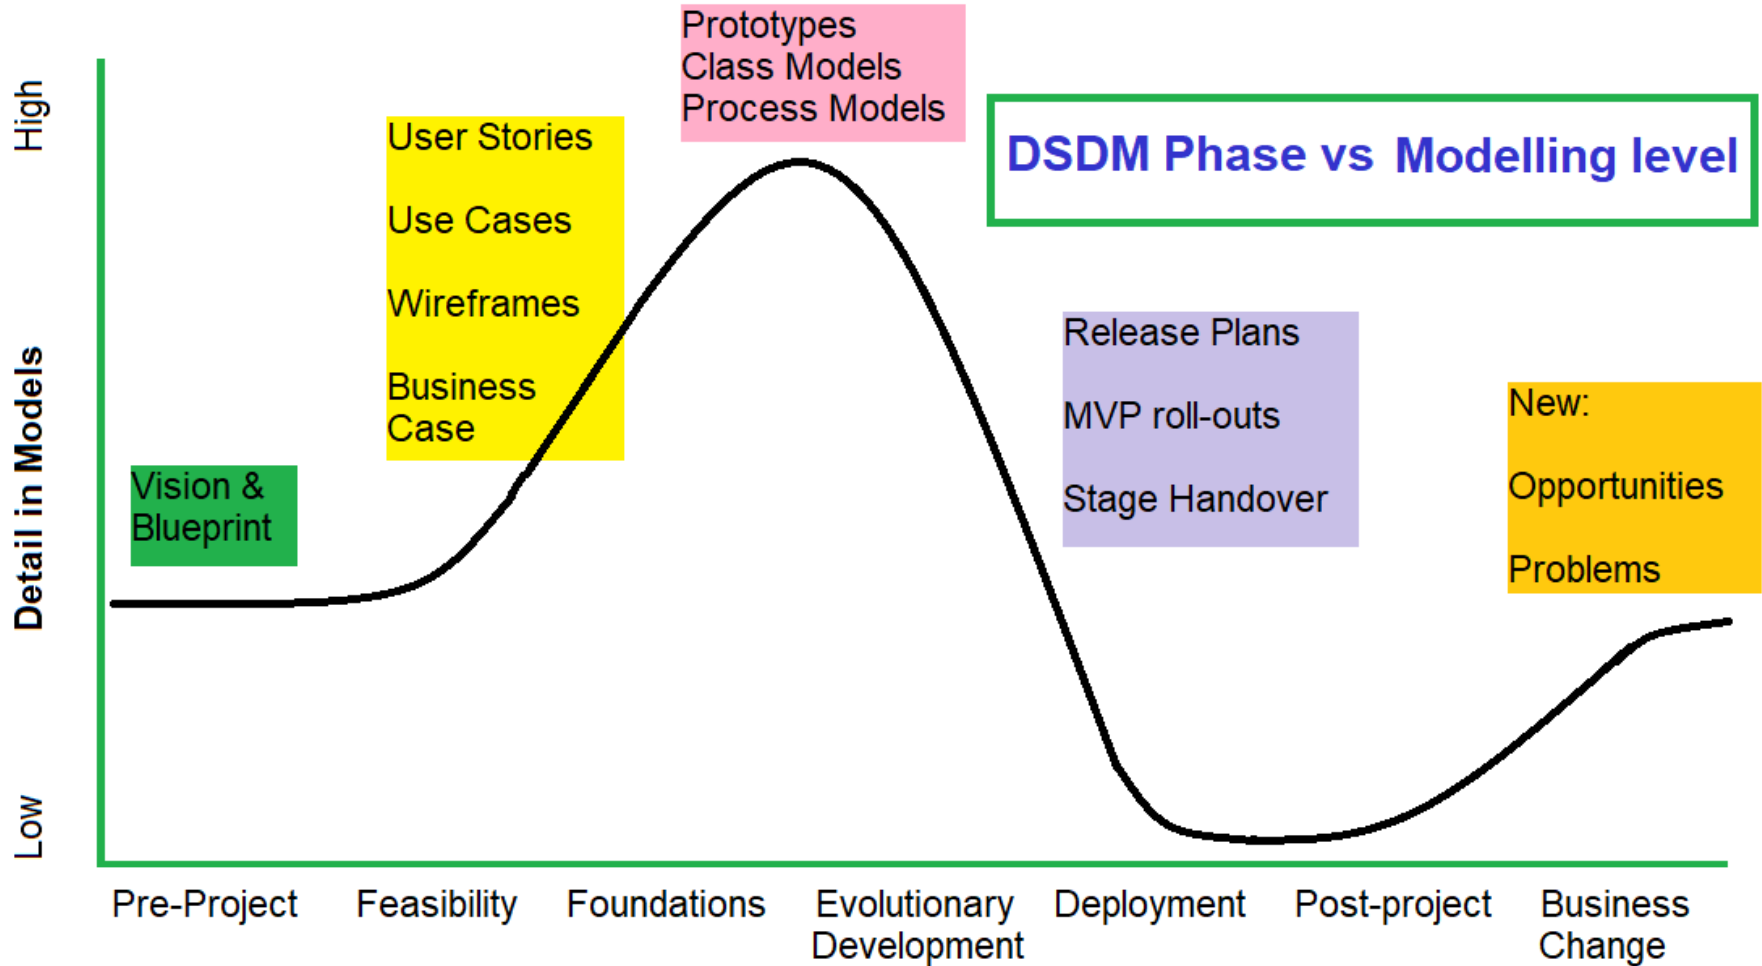 DSDM Phase vs Modelling level
High
Detail in Models
Low
Vision &
Blueprint
User Stories
Use Cases
Wireframes
Business
Case
Prototypes
Class Models
Process Models
Release Plans
MVP roll-outs
Stage Handover
New:
Opportunities
Problems
Pre-Project
Feasibility
Foundations
Evolutionary
Development
Deployment
Post-project
Business
Change